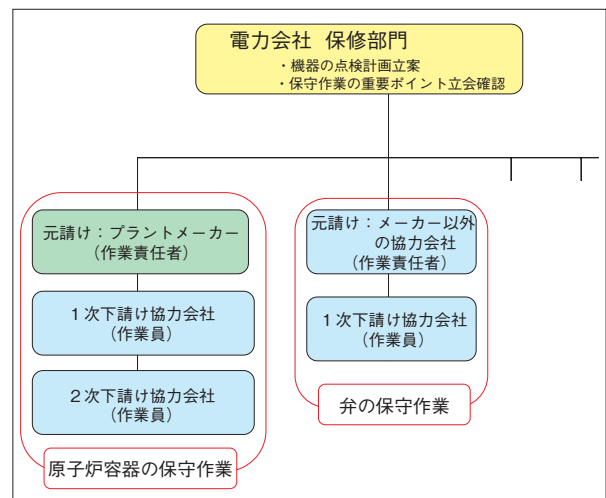 電力会社 保修部門
・機器の点検計画立案
・保守作業の重要ポイント立会確認
元請け：プラントメーカー
(作業責任者)
1次下請け協力会社
(作業員)
2次下請け協力会社
(作業員)
原子炉容器の保守作業
元請け：メーカー以外
の協力会社
(作業責任者)
1次下請け協力会社
(作業員)
弁の保守作業